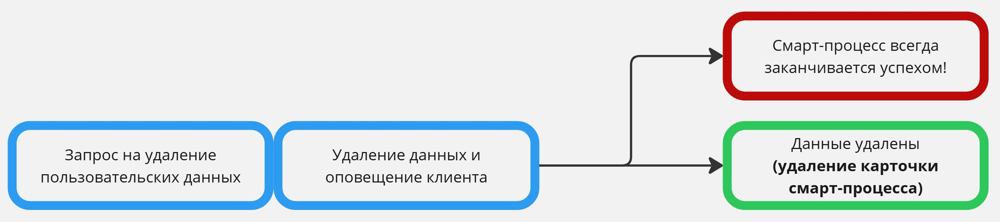 Смарт-процесс всегда
заканчивается успехом!
Запрос на удаление
пользовательских данных
Удаление данных и
оповещение клиента
Данные удалены
(удаление карточки
смарт-процесса)